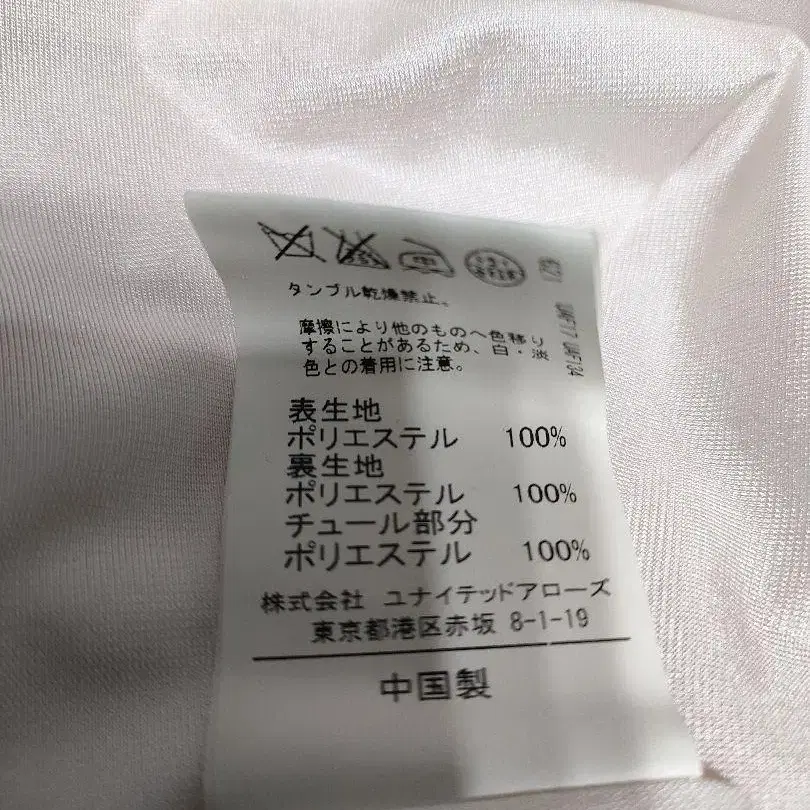 タンブル乾燥禁止。
摩擦により他のものへ色移り
することがあるため、白・淡
色との着用に注意。
表生地
ポリエステル 100%
裏生地
ポリエステル 100%
チュール部分
ポリエステル 100%
株式会社 ユナイテッドアローズ
東京都港区赤坂 8-1-19
中国製